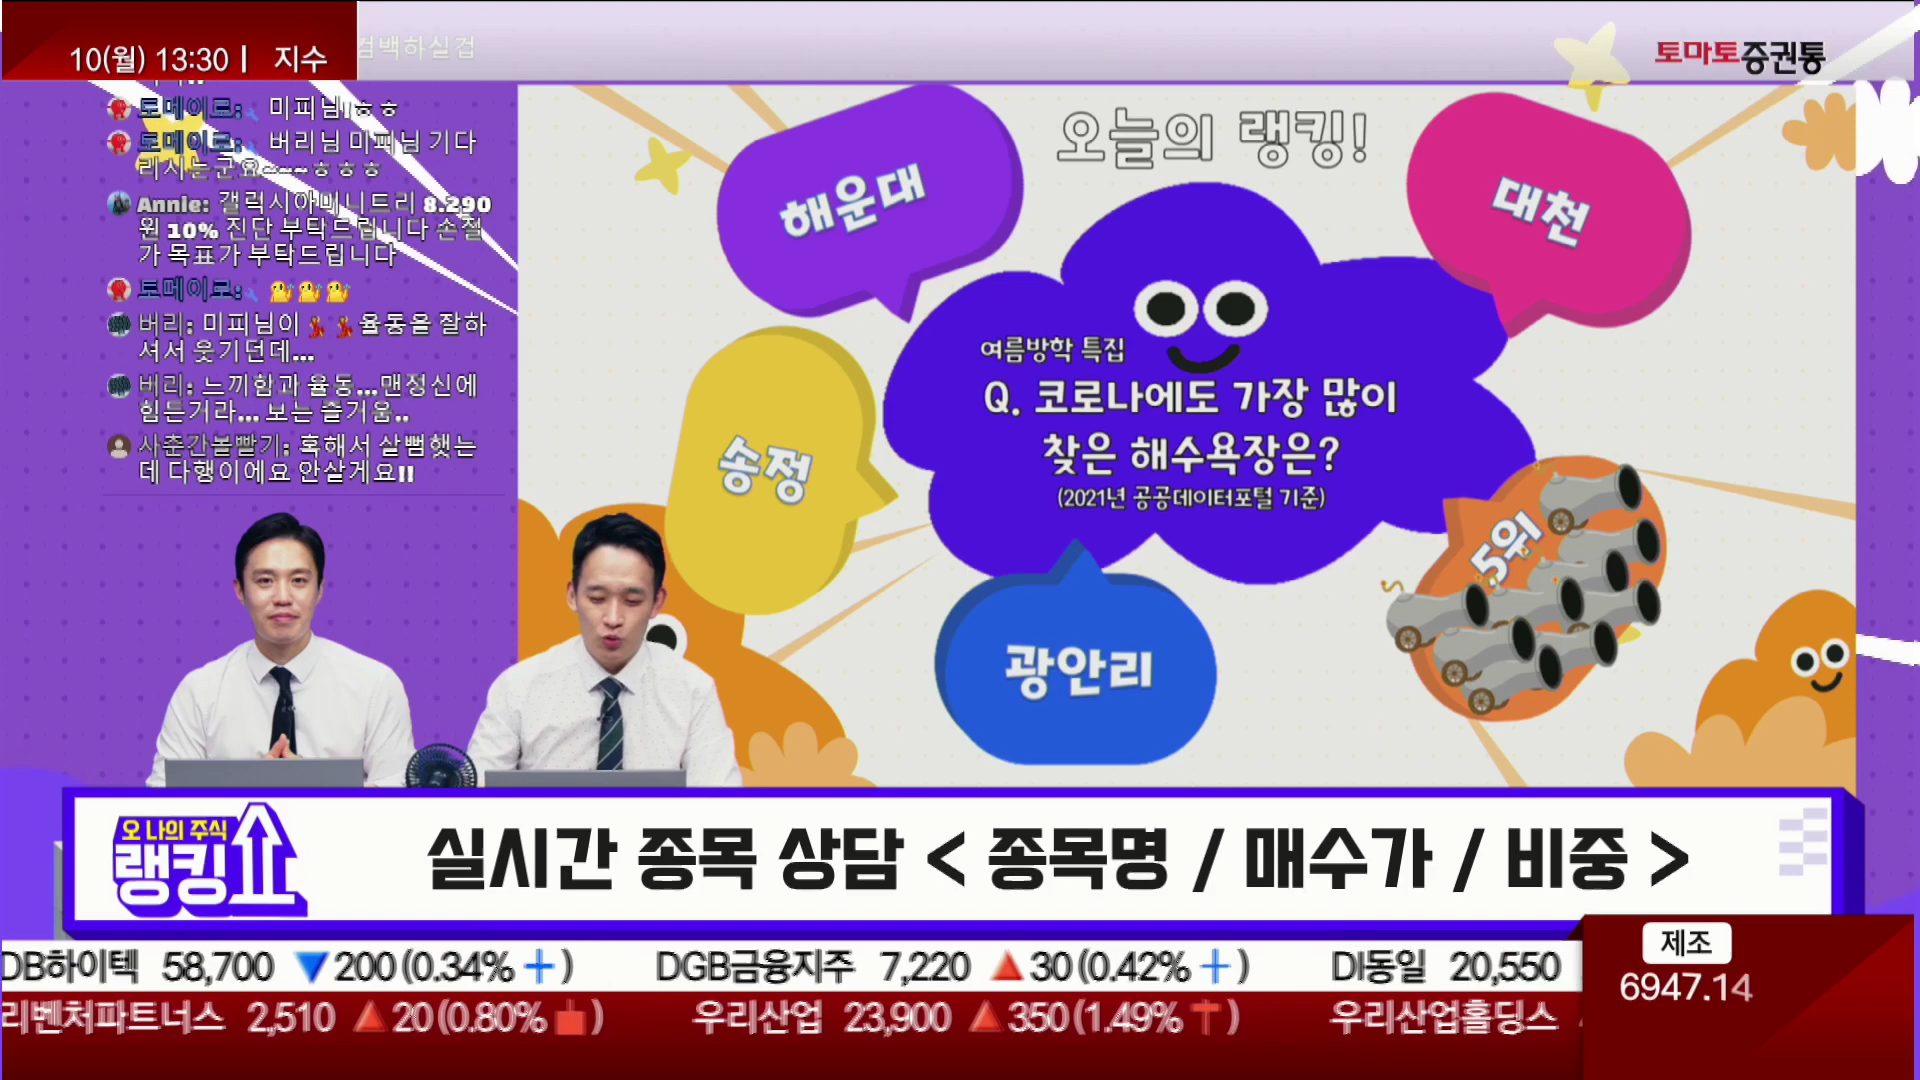 10(월) 13:30 | 지수
컴백하실겁
토마토증권통
토메이로: 미피님!ㅎㅎ
토메이로: 버리님 미피님 기다
리시는군요~~~ㅎㅎㅎ
Annie: 갤럭시아머니트리 8.290
원 10% 진단 부탁드립니다 손절
가 목표가 부탁드립니다
토메이로:
버리: 미피님이 율동을 잘하
셔서 웃기던데...
버리: 느끼함과 율동...맨정신에
힘든거라... 보는 즐거움..
사춘간볼빨기: 혹해서 살뻠했는
데 다행이에요 안살게요!!
오늘의 랭킹!
해운대
대천
송정
여름방학 특집
Q. 코로나에도 가장 많이
찾은 해수욕장은?
(2021년 공공데이터포털 기준)
5위!
광안리
오 나의 주식
랭킹쇼
실시간 종목 상담 < 종목명 / 매수가 / 비중 >
DB하이텍 58,700 ▼200(0.34% ) DGB금융지주 7,220 ▲30(0.42% ) DI동일 20,550
리벤처파트너스 2,510 ▲20(0.80% ) 우리산업 23,900 ▲350(1.49% ) 우리산업홀딩스
제조
6947.14